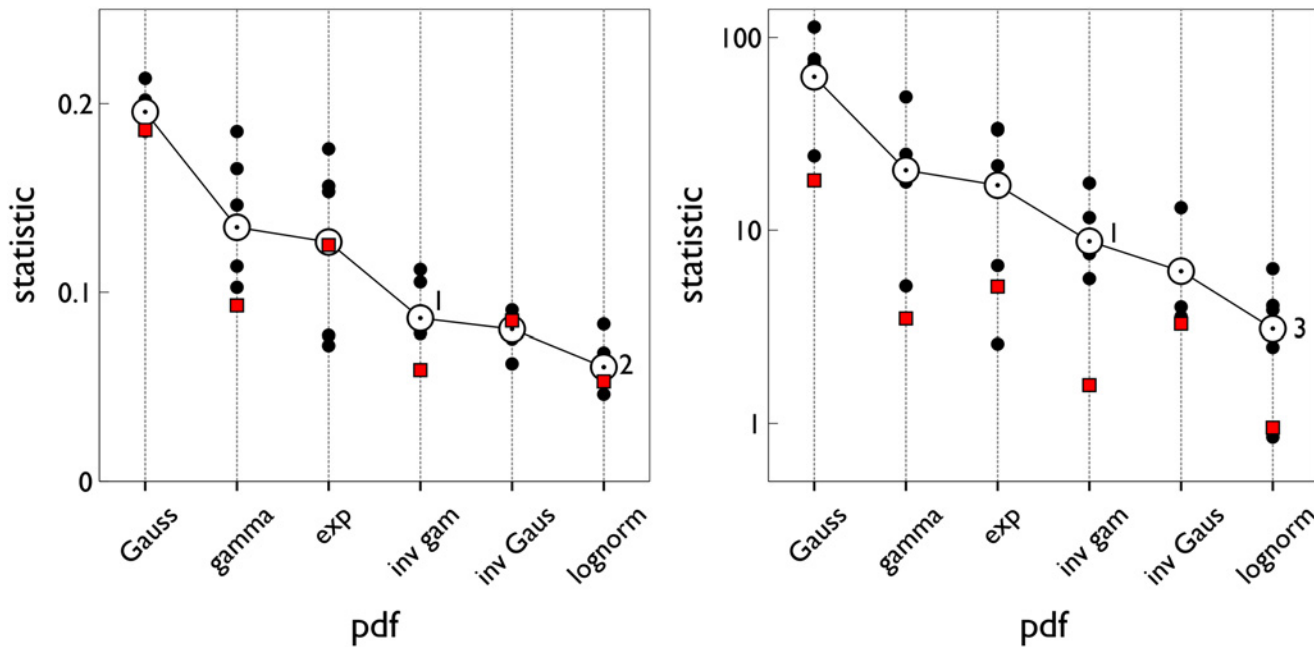 0.2
0.1
0
statistic
1
2
Gauss
gamma
exp
inv gam
inv Gaus
lognorm
pdf
100
10
1
statistic
1
3
Gauss
gamma
exp
inv gam
inv Gaus
lognorm
pdf